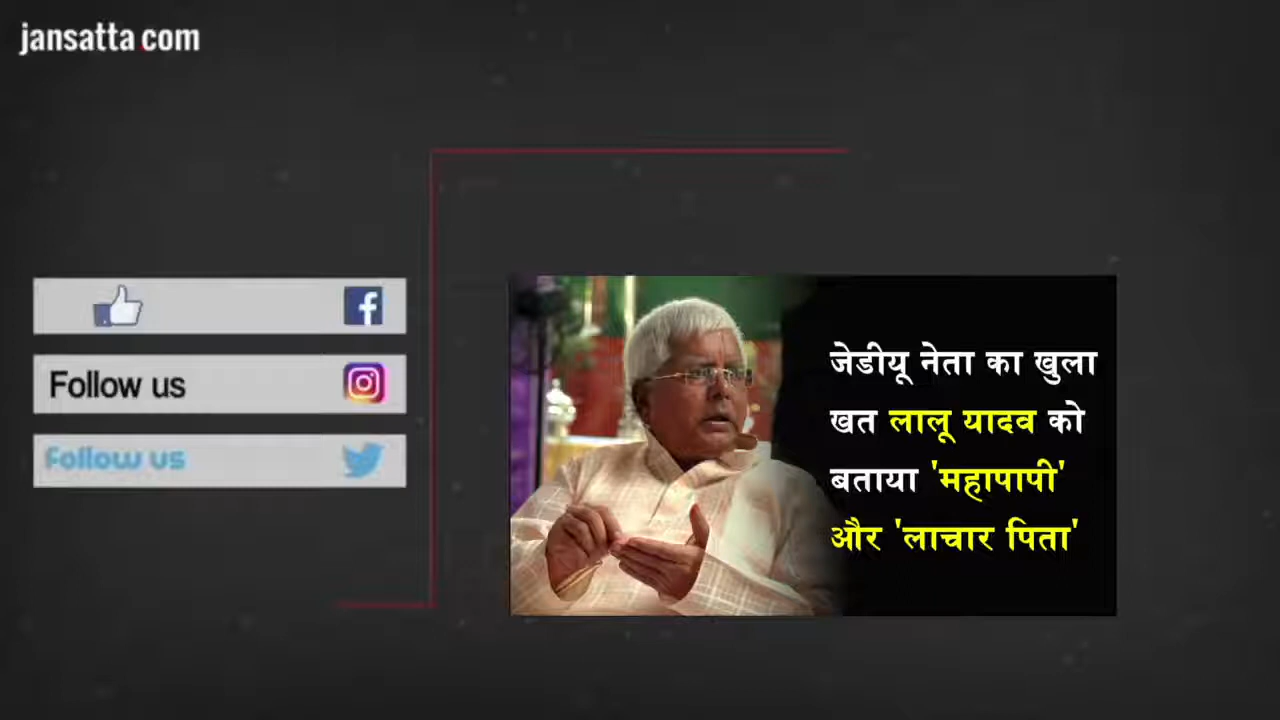 jansatta.com
Follow us
Follow us
जेडीयू नेता का खुला
खत लालू यादव को
बताया 'महापापी'
और 'लाचार पिता'